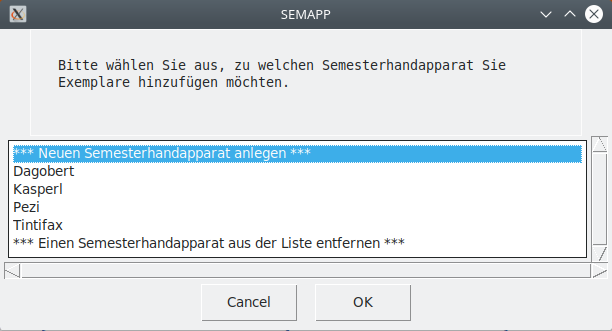 SEMAPP
Bitte wählen Sie aus, zu welchen Semesterhandapparat Sie
Exemplare hinzufügen möchten.
*** Neuen Semesterhandapparat anlegen ***
Dagobert
Kasperl
Pezi
Tintifax
*** Einen Semesterhandapparat aus der Liste entfernen ***
Cancel OK